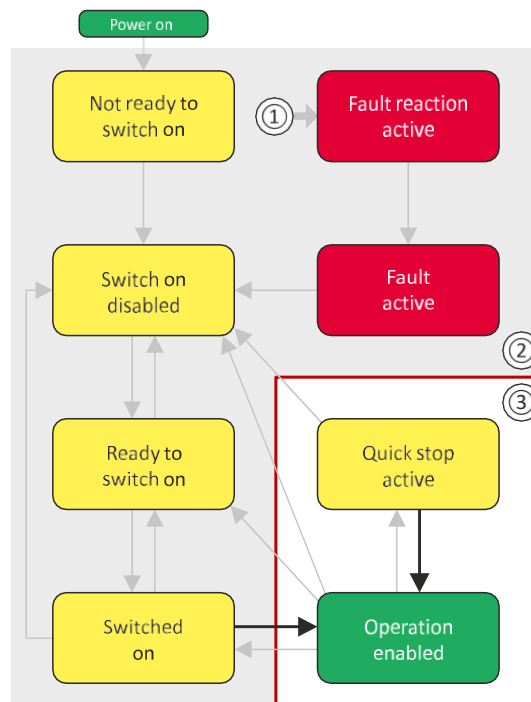 Power on
Not ready to
switch on
①
Fault reaction
active
Switch on
disabled
Fault
active
②
③
Ready to
switch on
Quick stop
active
Switched
on
Operation
enabled